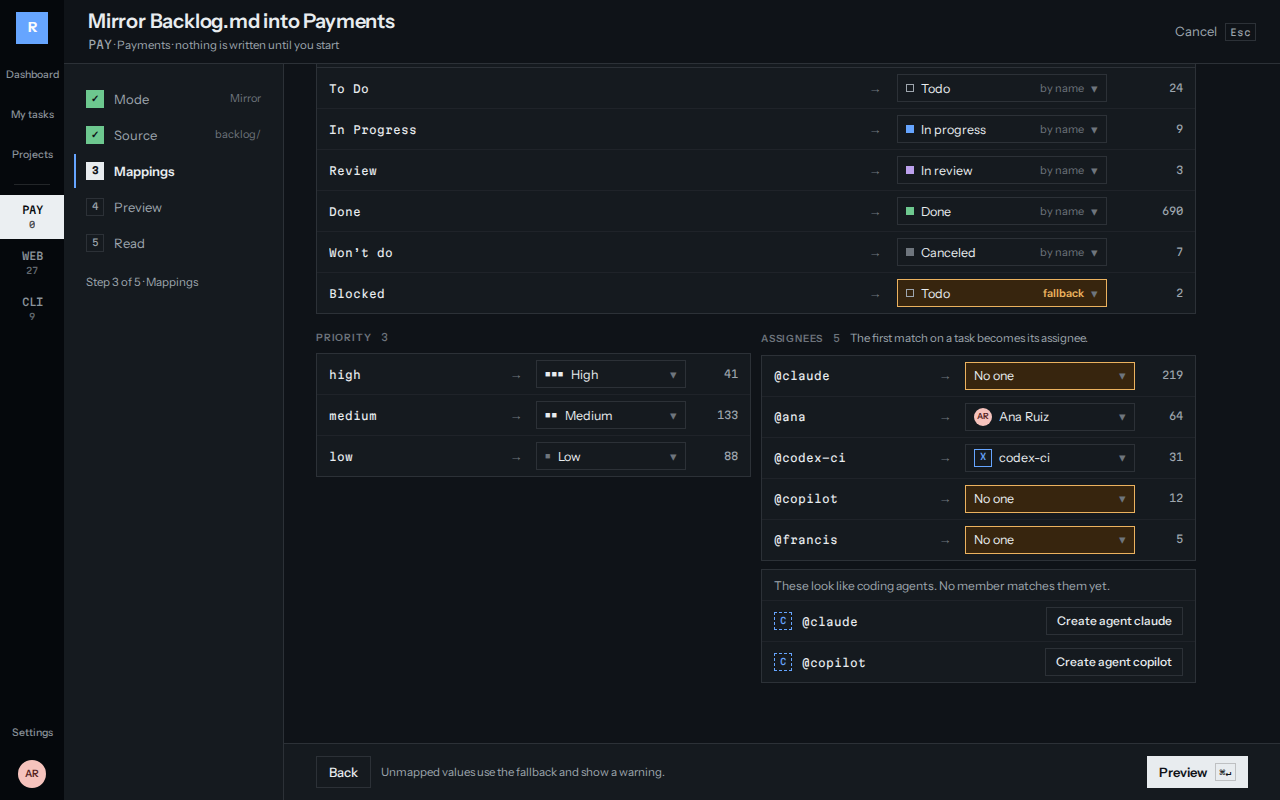 R
Mirror Backlog.md into Payments
PAY · Payments · nothing is written until you start
Cancel Esc
Dashboard
My tasks
Projects
PAY
0
WEB
27
CLI
9
Settings
AR
✓ Mode Mirror
✓ Source backlog/
3 Mappings
4 Preview
5 Read
Step 3 of 5 · Mappings
To Do → Todo by name ▾ 24
In Progress → In progress by name ▾ 9
Review → In review by name ▾ 3
Done → Done by name ▾ 690
Won't do → Canceled by name ▾ 7
Blocked → Todo fallback ▾ 2
PRIORITY 3
high → High ▾ 41
medium → Medium ▾ 133
low → Low ▾ 88
ASSIGNEES 5 The first match on a task becomes its assignee.
@claude → No one ▾ 219
@ana → AR Ana Ruiz ▾ 64
@codex-ci → X codex-ci ▾ 31
@copilot → No one ▾ 12
@francis → No one ▾ 5
These look like coding agents. No member matches them yet.
C @claude Create agent claude
C @copilot Create agent copilot
Back Unmapped values use the fallback and show a warning.
Preview ⌘↵